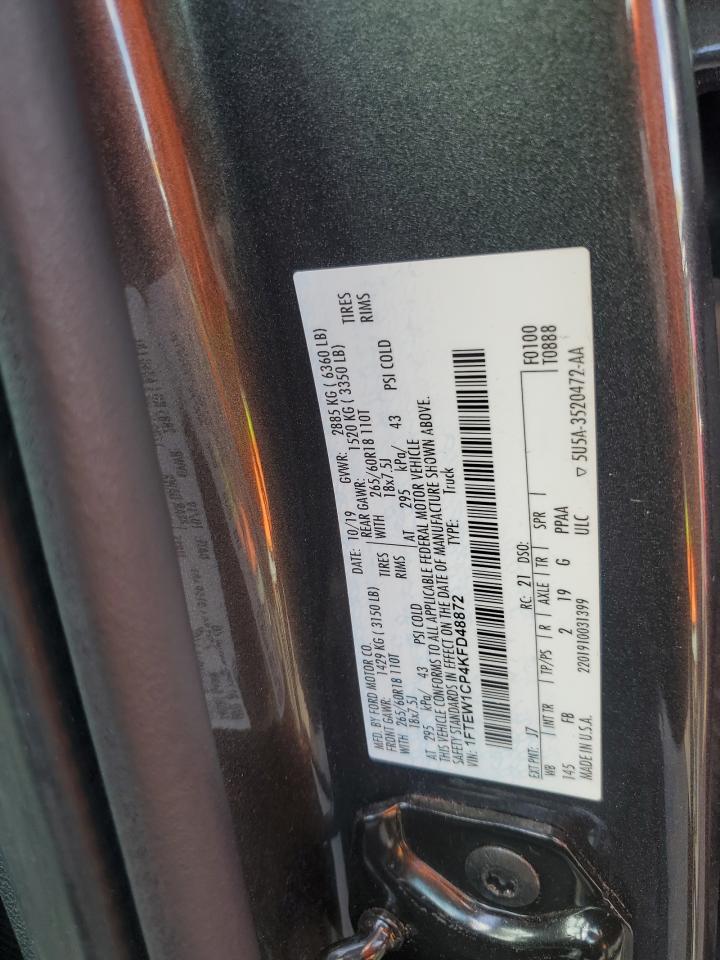 MFD. BY FORD MOTOR CO.
DATE: 10/19 GVWR: 2885 KG ( 6360 LB)
FRONT GAWR: 1429 KG ( 3150 LB) REAR GAWR: 1520 KG ( 3350 LB)
WITH 265/60R18 110T TIRES WITH 265/60R18 110T TIRES
18x7.5J RIMS 18x7.5J RIMS
AT 295 kPa/ 43 PSI COLD AT 295 kPa/ 43 PSI COLD
THIS VEHICLE CONFORMS TO ALL APPLICABLE FEDERAL MOTOR VEHICLE
SAFETY STANDARDS IN EFFECT ON THE DATE OF MANUFACTURE SHOWN ABOVE.
VIN: 1FTEW1CP4KFD48872 TYPE: Truck
F0100
T0888
EXT PNT: J7 RC: 21 DSO:
WB INT TR TP/PS R AXLE TR SPR
145 FB 2 19 G PPAA
2201910031399 ULC
MADE IN U.S.A. ▽ 5U5A-3520472-AA